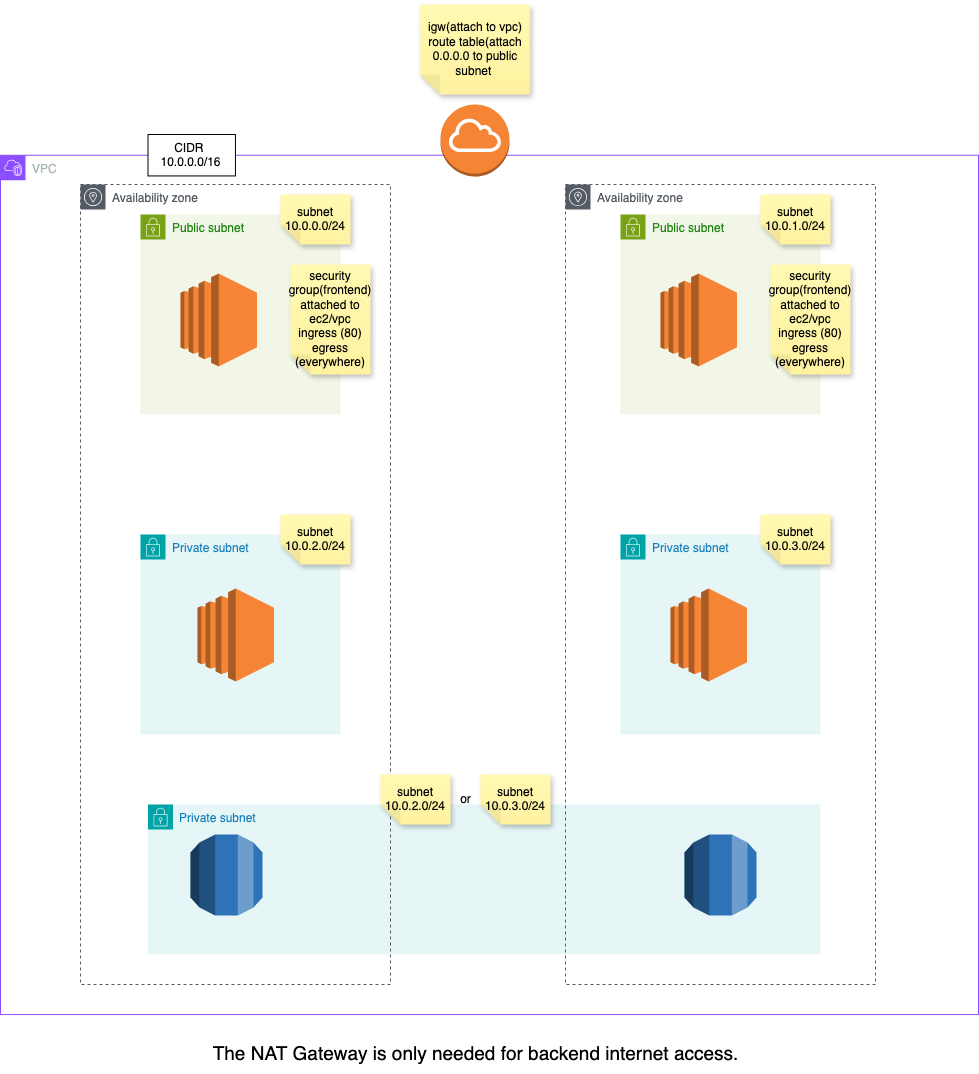 igw(attach to vpc)
route table(attach
0.0.0.0 to public
subnet
CIDR
10.0.0.0/16
VPC
Availability zone
Availability zone
Public subnet
subnet
10.0.0.0/24
Public subnet
subnet
10.0.1.0/24
security
group(frontend)
attached to
ec2/vpc
ingress (80)
egress
(everywhere)
security
group(frontend)
attached to
ec2/vpc
ingress (80)
egress
(everywhere)
Private subnet
subnet
10.0.2.0/24
Private subnet
subnet
10.0.3.0/24
subnet
10.0.2.0/24
or
subnet
10.0.3.0/24
Private subnet
The NAT Gateway is only needed for backend internet access.